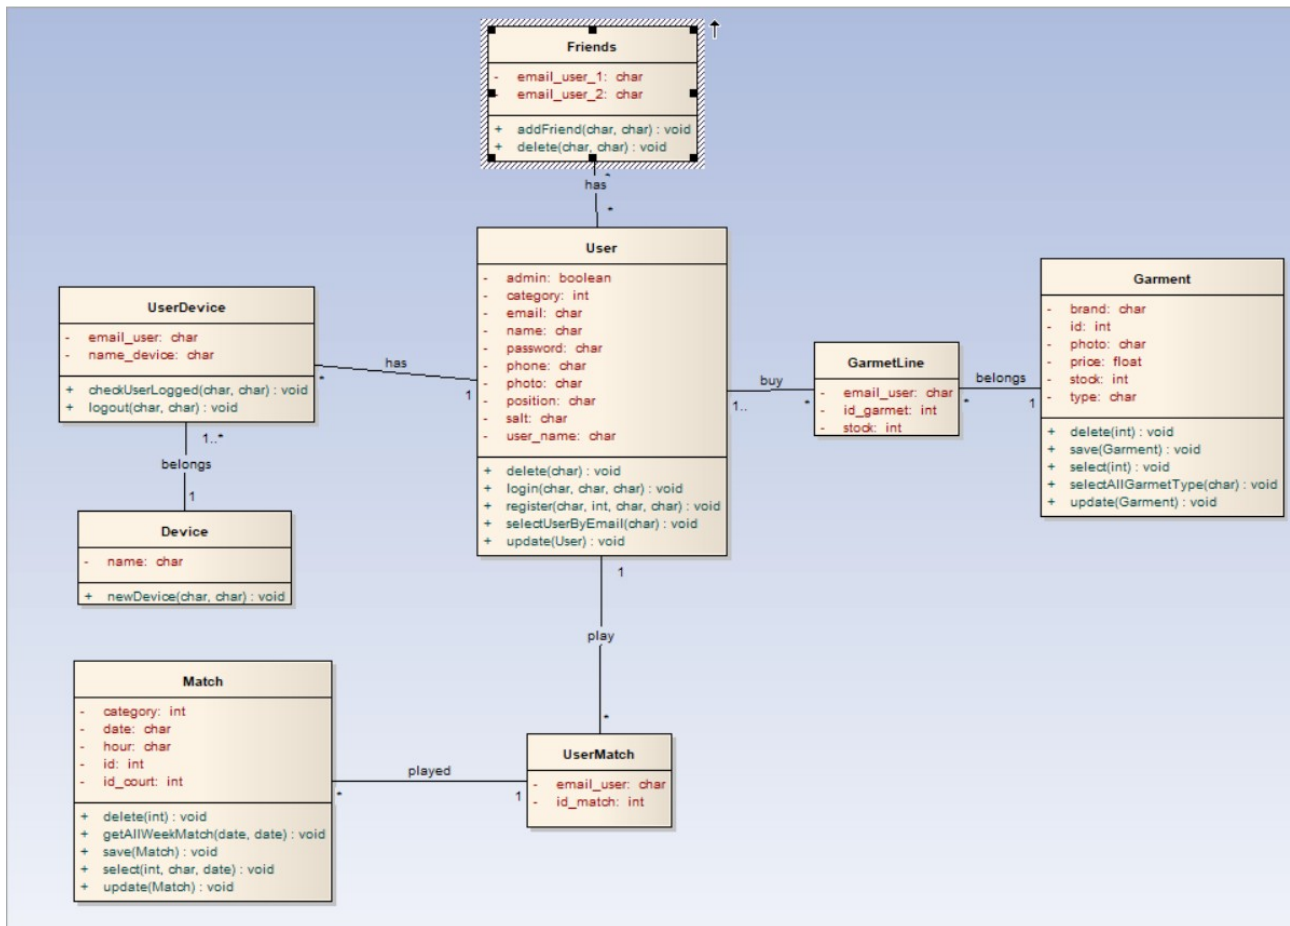 Friends
- email_user_1: char
- email_user_2: char
+ addFriend(char, char) : void
+ delete(char, char) : void
*
has
*
User
- admin: boolean
- category: int
- email: char
- name: char
- password: char
- phone: char
- photo: char
- position: char
- salt: char
- user_name: char
+ delete(char) : void
+ login(char, char, char) : void
+ register(char, int, char, char) : void
+ selectUserByEmail(char) : void
+ update(User) : void
UserDevice
- email_user: char
- name_device: char
+ checkUserLogged(char, char) : void
+ logout(char, char) : void
has
*
1
1..*
belongs
1
Device
- name: char
+ newDevice(char, char) : void
buy
1..
*
GarmetLine
- email_user: char
- id_garmet: int
- stock: int
belongs
*
1
Garment
- brand: char
- id: int
- photo: char
- price: float
- stock: int
- type: char
+ delete(int) : void
+ save(Garment) : void
+ select(int) : void
+ selectAllGarmetType(char) : void
+ update(Garment) : void
1
play
*
Match
- category: int
- date: char
- hour: char
- id: int
- id_court: int
+ delete(int) : void
+ getAllWeekMatch(date, date) : void
+ save(Match) : void
+ select(int, char, date) : void
+ update(Match) : void
played
*
1
UserMatch
- email_user: char
- id_match: int